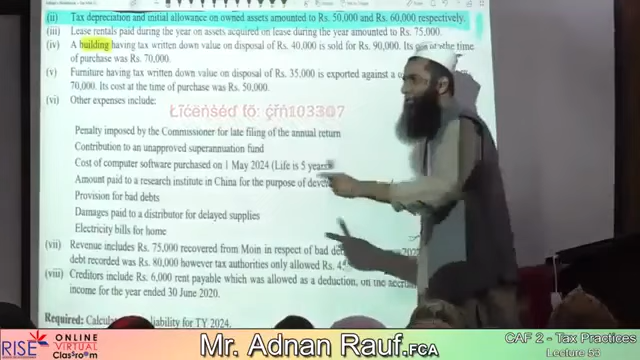 (ii) Tax depreciation and initial allowance on owned assets amounted to Rs. 50,000 and Rs. 60,000 respectively.
(iii) Lease rentals paid during the year on assets acquired on lease during the year amounted to Rs. 75,000.
(iv) A building having tax written down value on disposal of Rs. 40,000 is sold for Rs. 90,000. Its at the time
of purchase was Rs. 70,000.
(v) Furniture having tax written down value on disposal of Rs. 35,000 is exported against a
70,000. Its cost at the time of purchase was Rs. 50,000.
(vi) Other expenses include:
Łïčëńšéď ťő: çřń103307
Penalty imposed by the Commissioner for late filing of the annual return
Contribution to an unapproved superannuation fund
Cost of computer software purchased on 1 May 2024 (Life is 5 years
Amount paid to a research institute in China for the purpose of
Provision for bad debts
Damages paid to a distributor for delayed supplies
Electricity bills for home
(vii) Revenue includes Rs. 75,000 recovered from Moin in respect of bad
debt recorded was Rs. 80,000 however tax authorities only allowed Rs.
(viii) Creditors include Rs. 6,000 rent payable which was allowed as a deduction, on the
income for the year ended 30 June 2020.
Required: liability for TY 2024.
RISE ONLINE VIRTUAL Classroom
Mr. Adnan Rauf.FCA
CAF 2 - Tax Practices
Lecture 53